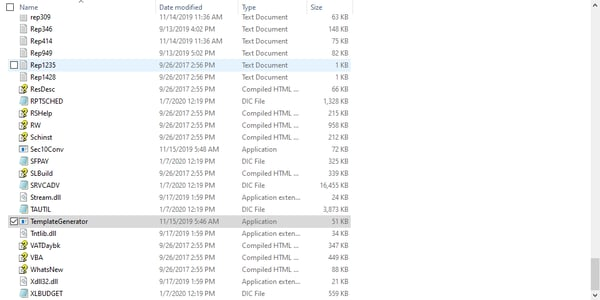 Name Date modified Type Size
rep309 11/14/2019 11:36 AM Text Document 63 KB
Rep346 9/13/2019 4:02 PM Text Document 148 KB
Rep414 11/14/2019 11:36 AM Text Document 75 KB
Rep949 9/13/2019 5:02 PM Text Document 82 KB
Rep1235 9/26/2017 2:56 PM Text Document 1 KB
Rep1428 9/26/2017 2:56 PM Text Document 1 KB
ResDesc 9/26/2017 2:55 PM Compiled HTML ... 66 KB
RPTSCHED 1/7/2020 12:19 PM DIC File 1,328 KB
RSHelp 9/26/2017 2:55 PM Compiled HTML ... 215 KB
RW 9/26/2017 2:55 PM Compiled HTML ... 958 KB
Schinst 9/26/2017 2:55 PM Compiled HTML ... 212 KB
Sec10Conv 11/15/2019 5:48 AM Application 72 KB
SFPAY 1/7/2020 12:19 PM DIC File 325 KB
SLBuild 9/26/2017 2:55 PM Compiled HTML ... 339 KB
SRVCADV 1/7/2020 12:19 PM DIC File 16,455 KB
Stream.dll 9/17/2019 1:59 PM Application exten... 24 KB
TAUTIL 1/7/2020 12:19 PM DIC File 3,873 KB
TemplateGenerator 11/15/2019 5:46 AM Application 51 KB
Tntlib.dll 9/17/2019 1:59 PM Application exten... 34 KB
VATDaybk 9/26/2017 2:55 PM Compiled HTML ... 347 KB
VBA 9/26/2017 2:55 PM Compiled HTML ... 449 KB
WhatsNew 9/26/2017 2:55 PM Compiled HTML ... 88 KB
Xdll32.dll 9/17/2019 1:59 PM Application exten... 21 KB
XLBUDGET 1/7/2020 12:19 PM DIC File 559 KB